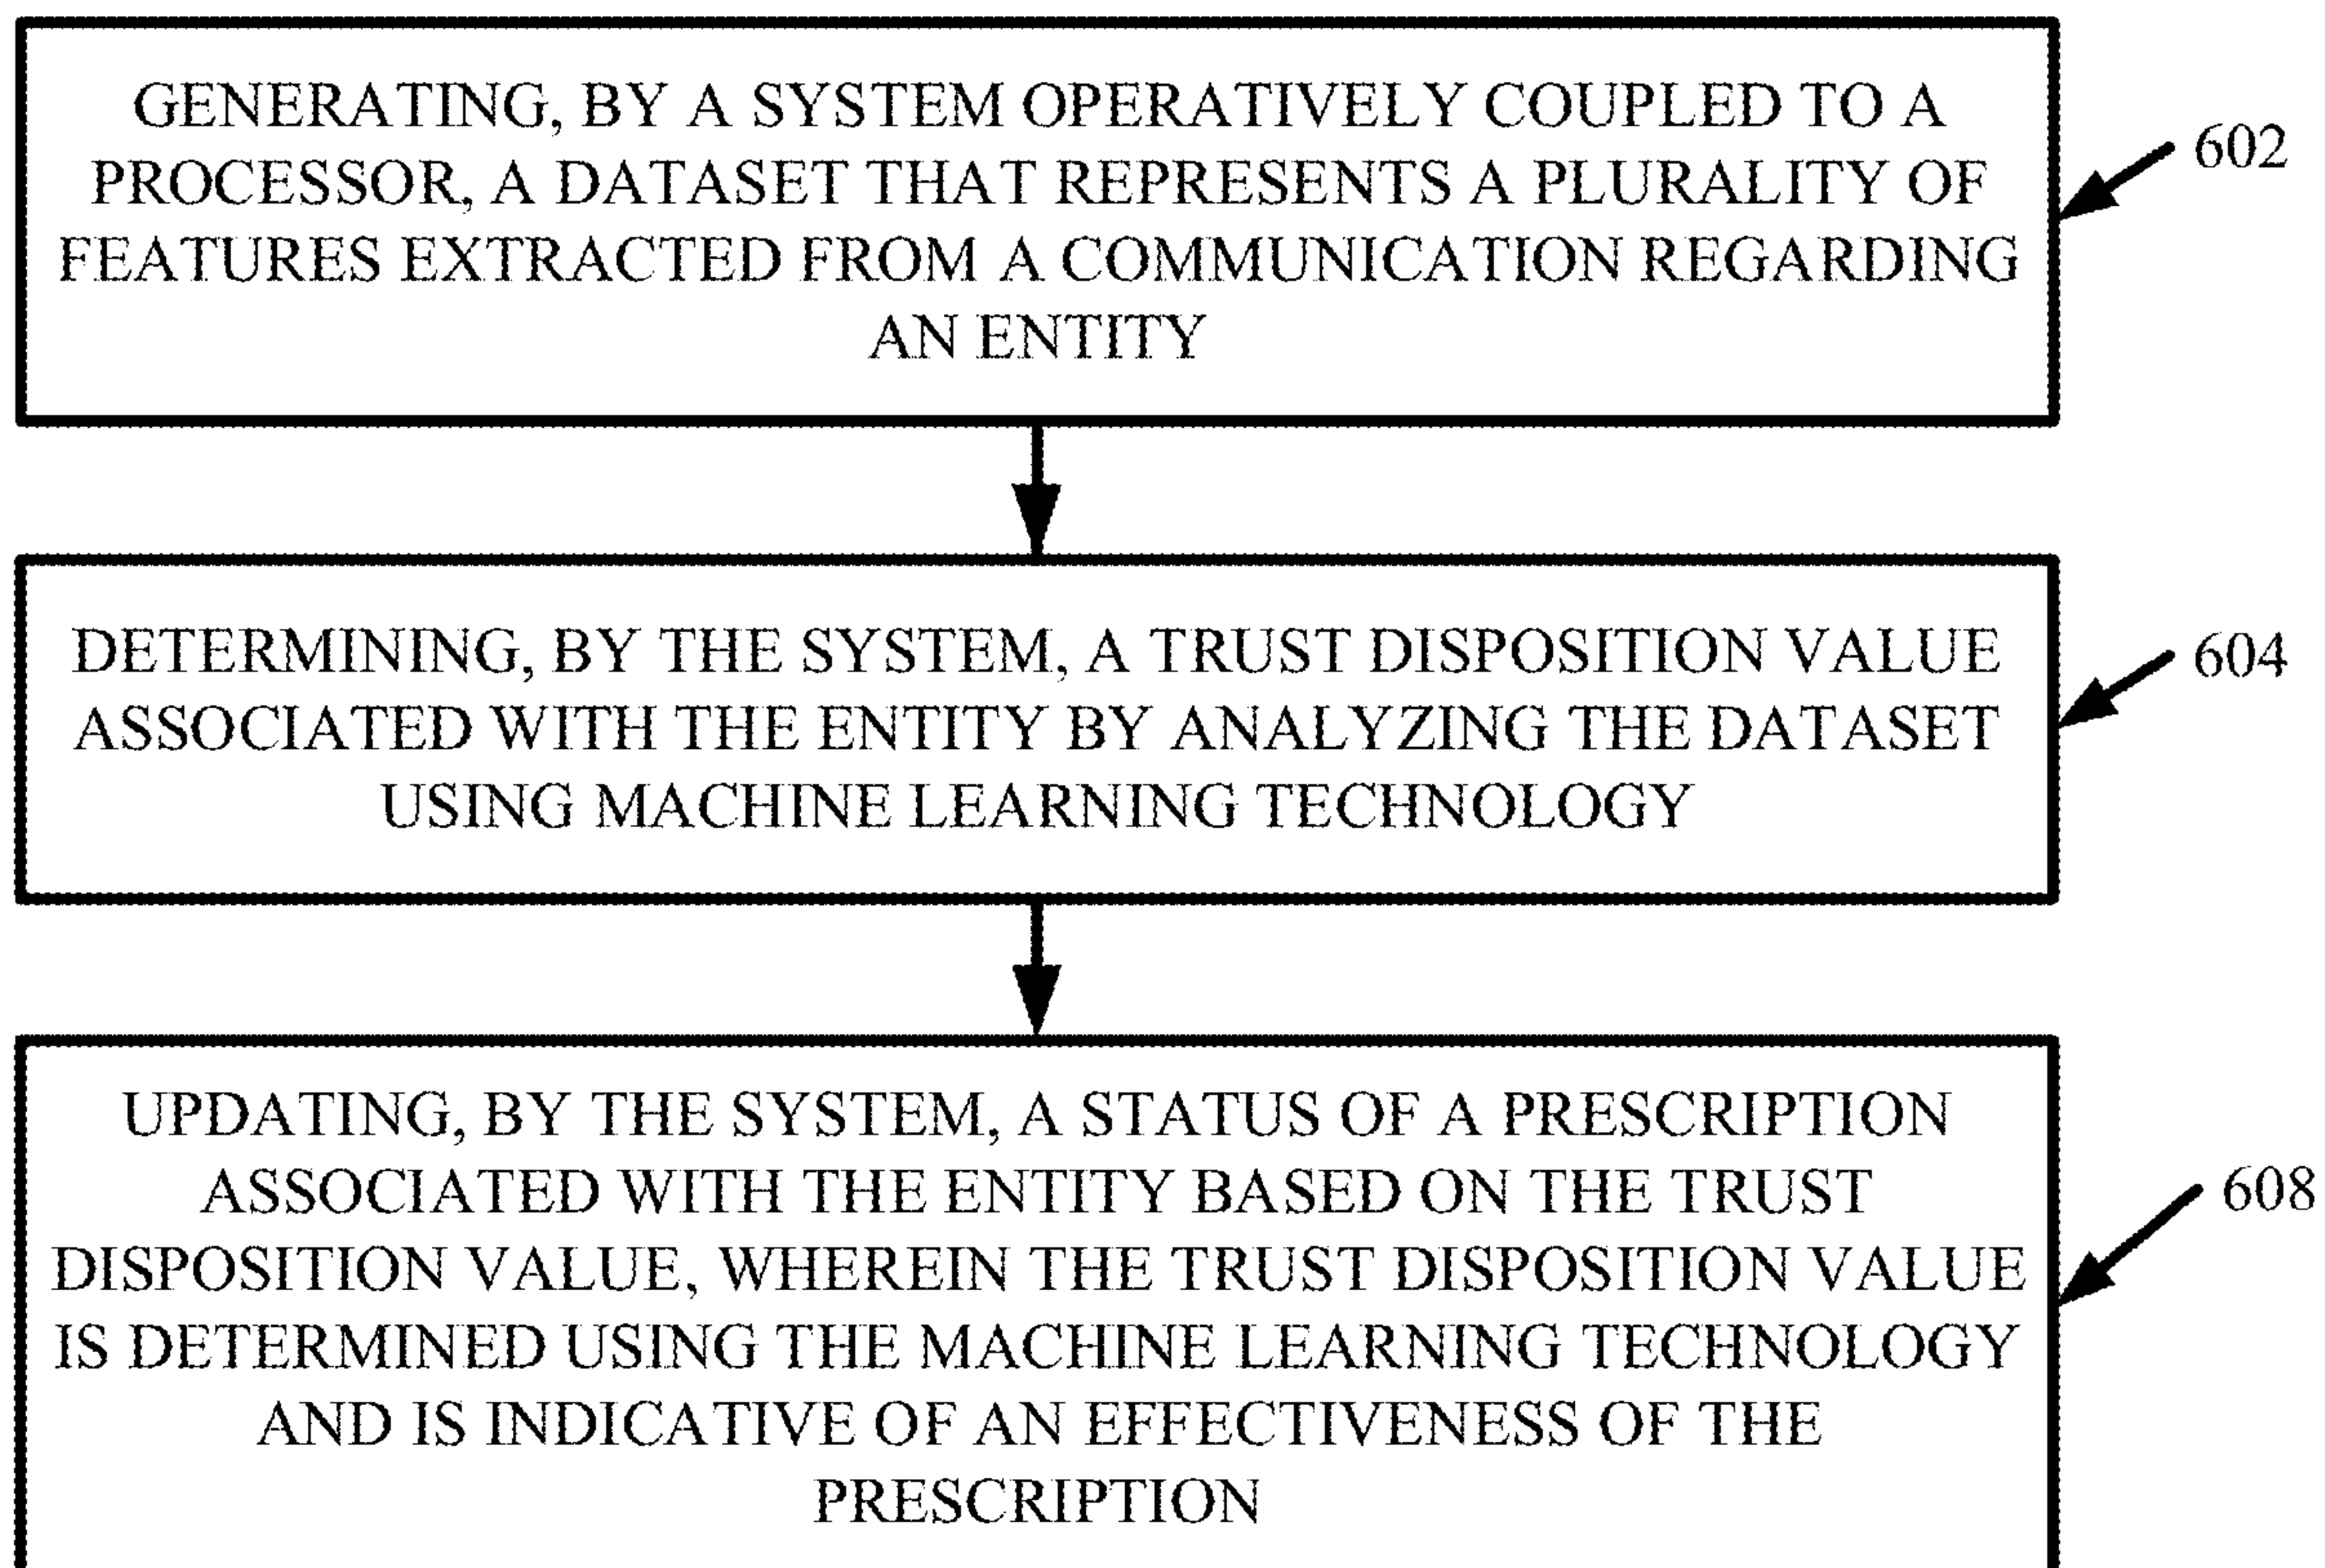 GENERATING, BY A SYSTEM OPERATIVELY COUPLED TO A
PROCESSOR, A DATASET THAT REPRESENTS A PLURALITY OF
FEATURES EXTRACTED FROM A COMMUNICATION REGARDING
AN ENTITY
602
DETERMINING, BY THE SYSTEM, A TRUST DISPOSITION VALUE
ASSOCIATED WITH THE ENTITY BY ANALYZING THE DATASET
USING MACHINE LEARNING TECHNOLOGY
604
UPDATING, BY THE SYSTEM, A STATUS OF A PRESCRIPTION
ASSOCIATED WITH THE ENTITY BASED ON THE TRUST
DISPOSITION VALUE, WHEREIN THE TRUST DISPOSITION VALUE
IS DETERMINED USING THE MACHINE LEARNING TECHNOLOGY
AND IS INDICATIVE OF AN EFFECTIVENESS OF THE
PRESCRIPTION
608